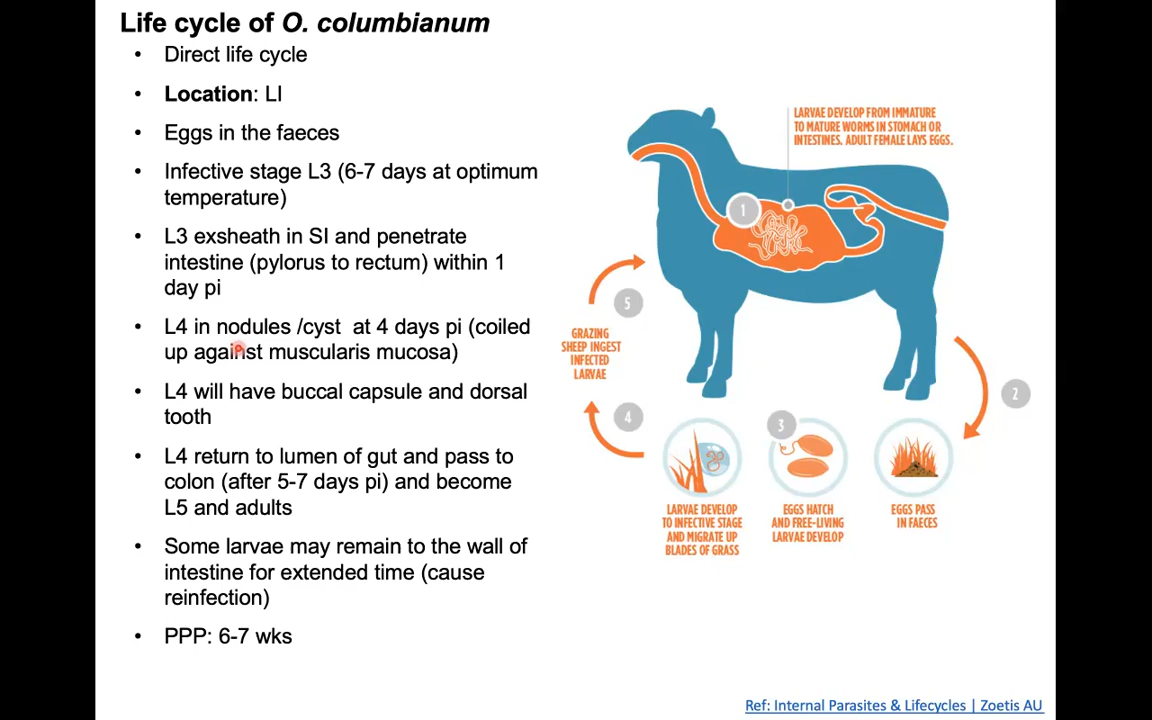 Life cycle of O. columbianum
• Direct life cycle
• Location: LI
• Eggs in the faeces
• Infective stage L3 (6-7 days at optimum
temperature)
• L3 exsheath in SI and penetrate
intestine (pylorus to rectum) within 1
day pi
• L4 in nodules /cyst at 4 days pi (coiled
up against muscularis mucosa)
• L4 will have buccal capsule and dorsal
tooth
• L4 return to lumen of gut and pass to
colon (after 5-7 days pi) and become
L5 and adults
• Some larvae may remain to the wall of
intestine for extended time (cause
reinfection)
• PPP: 6-7 wks
LARVAE DEVELOP FROM IMMATURE
TO MATURE WORMS IN STOMACH OR
INTESTINES. ADULT FEMALE LAYS EGGS.
1
2
EGGS PASS
IN FAECES
3
EGGS HATCH
AND FREE-LIVING
LARVAE DEVELOP
4
LARVAE DEVELOP
TO INFECTIVE STAGE
AND MIGRATE UP
BLADES OF GRASS
5
GRAZING
SHEEP INGEST
INFECTED
LARVAE
Ref: Internal Parasites & Lifecycles | Zoetis AU